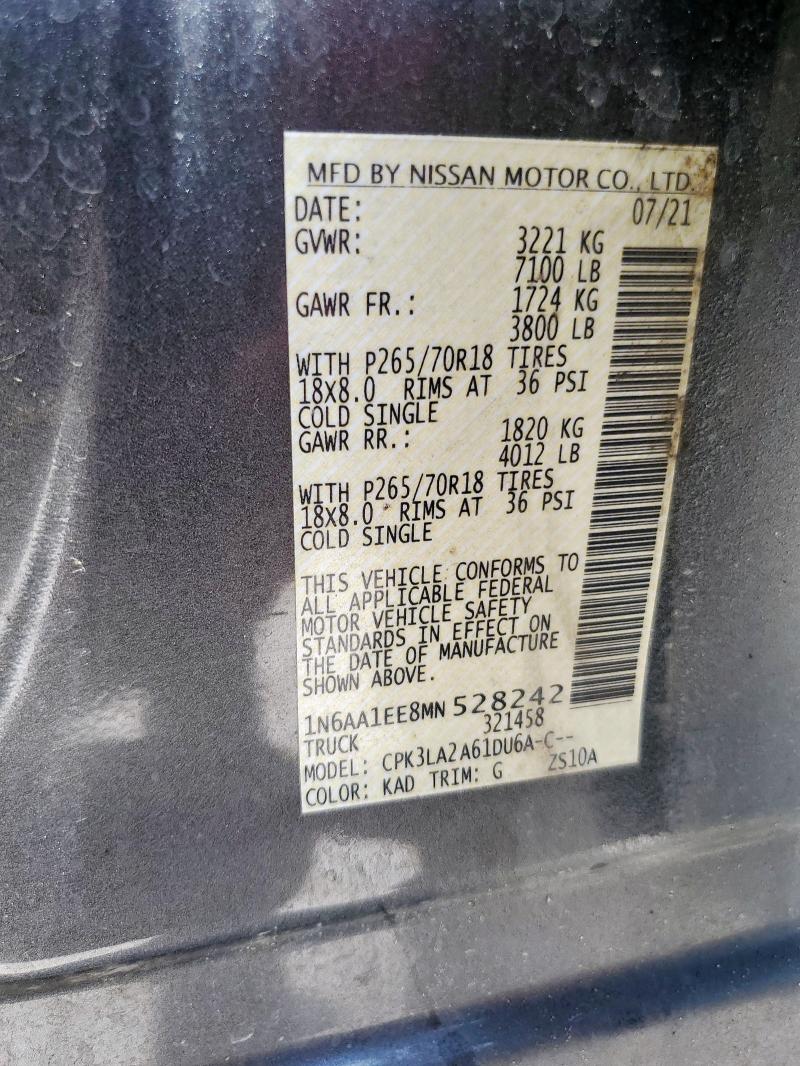 MFD BY NISSAN MOTOR CO., LTD.
DATE: 07/21
GVWR: 3221 KG
7100 LB
GAWR FR.: 1724 KG
3800 LB
WITH P265/70R18 TIRES
18X8.0 RIMS AT 36 PSI
COLD SINGLE
GAWR RR.: 1820 KG
4012 LB
WITH P265/70R18 TIRES
18X8.0 RIMS AT 36 PSI
COLD SINGLE
THIS VEHICLE CONFORMS TO
ALL APPLICABLE FEDERAL
MOTOR VEHICLE SAFETY
STANDARDS IN EFFECT ON
THE DATE OF MANUFACTURE
SHOWN ABOVE.
1N6AA1EE8MN528242
TRUCK 321458
MODEL: CPK3LA2A61DU6A-C--
COLOR: KAD TRIM: G ZS10A